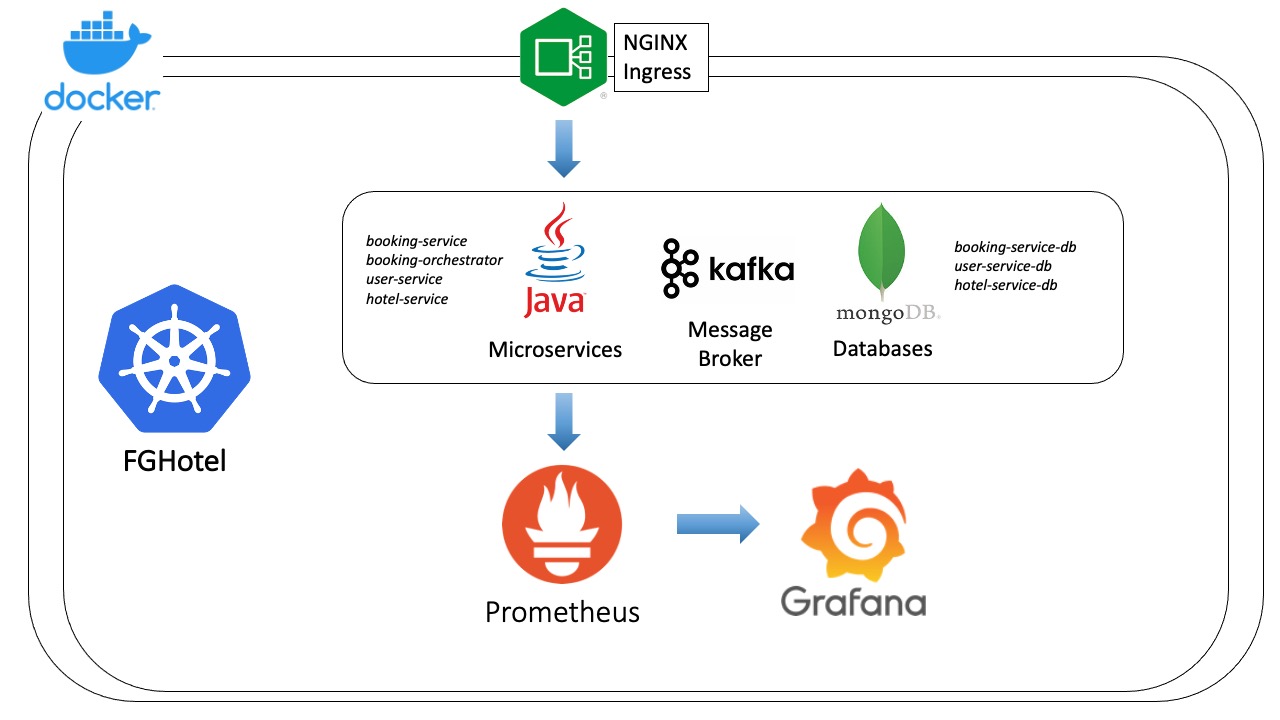 docker
NGINX
Ingress
®
booking-service
booking-orchestrator
user-service
hotel-service
Java
Microservices
kafka
Message
Broker
mongoDB®
Databases
booking-service-db
user-service-db
hotel-service-db
FGHotel
Prometheus
Grafana